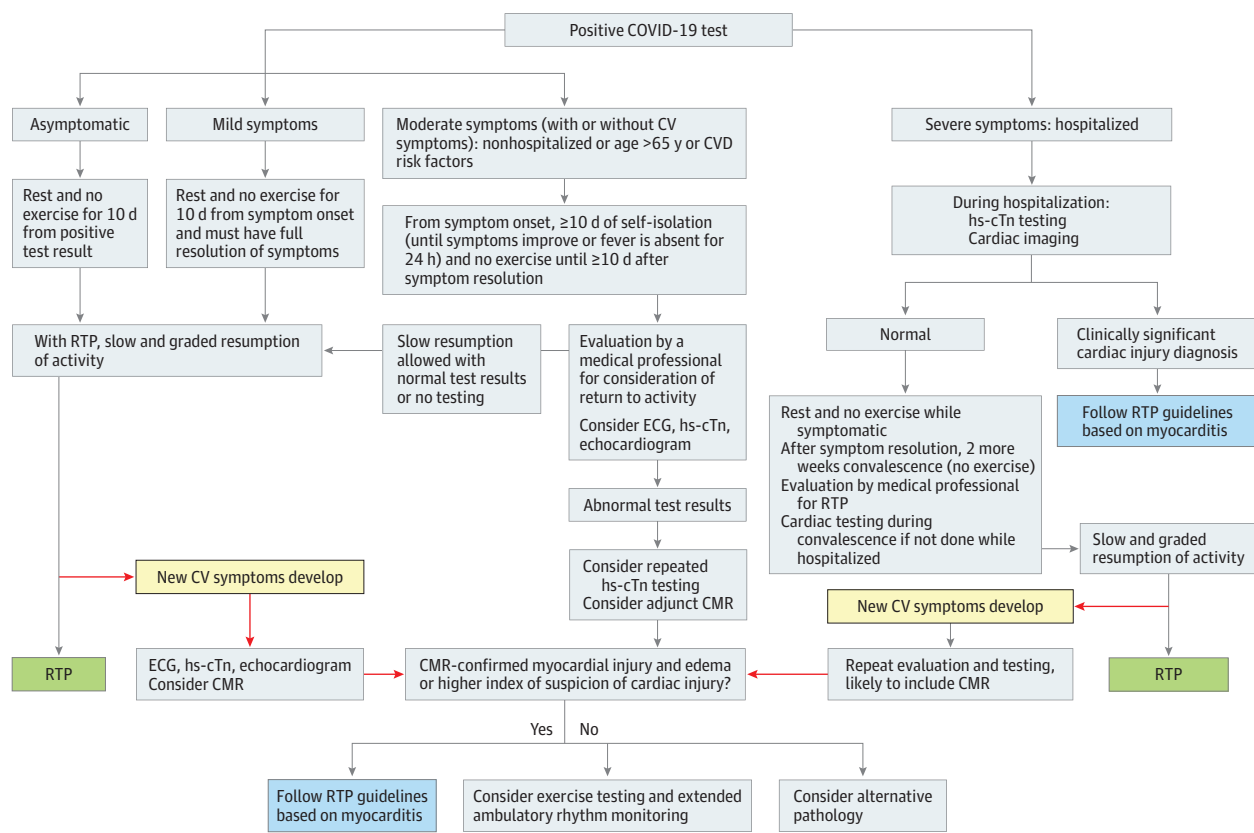 Positive COVID-19 test
Asymptomatic
Mild symptoms
Moderate symptoms (with or without CV
symptoms): nonhospitalized or age >65 y or CVD
risk factors
Severe symptoms: hospitalized
Rest and no
exercise for 10 d
from positive
test result
Rest and no exercise for
10 d from symptom onset
and must have full
resolution of symptoms
From symptom onset, ≥10 d of self-isolation
(until symptoms improve or fever is absent for
24 h) and no exercise until ≥10 d after
symptom resolution
During hospitalization:
hs-cTn testing
Cardiac imaging
With RTP, slow and graded resumption
of activity
Slow resumption
allowed with
normal test results
or no testing
Evaluation by a
medical professional
for consideration of
return to activity
Consider ECG, hs-cTn,
echocardiogram
Normal
Clinically significant
cardiac injury diagnosis
Rest and no exercise while
symptomatic
After symptom resolution, 2 more
weeks convalescence (no exercise)
Evaluation by medical professional
for RTP
Cardiac testing during
convalescence if not done while
hospitalized
Follow RTP guidelines
based on myocarditis
Abnormal test results
Consider repeated
hs-cTn testing
Consider adjunct CMR
Slow and graded
resumption of activity
New CV symptoms develop
New CV symptoms develop
RTP
ECG, hs-cTn, echocardiogram
Consider CMR
CMR-confirmed myocardial injury and edema
or higher index of suspicion of cardiac injury?
Repeat evaluation and testing,
likely to include CMR
RTP
Yes
No
Follow RTP guidelines
based on myocarditis
Consider exercise testing and extended
ambulatory rhythm monitoring
Consider alternative
pathology